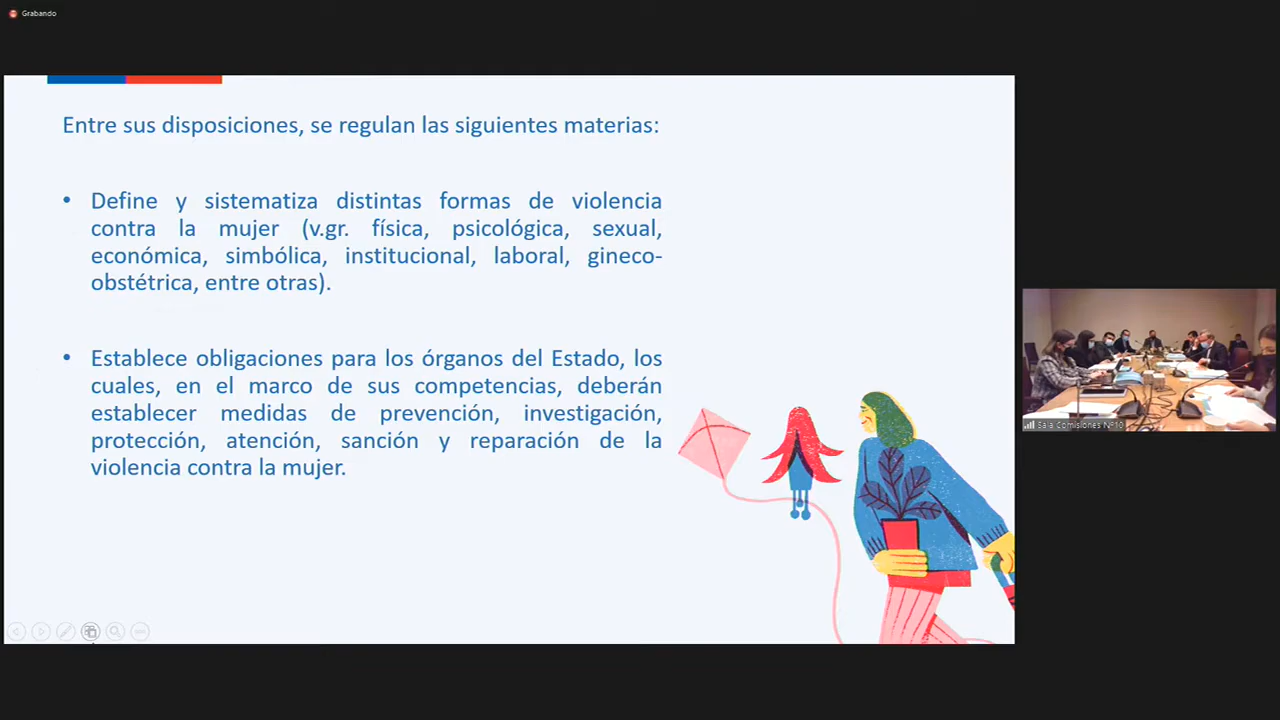 Grabando
Entre sus disposiciones, se regulan las siguientes materias:
• Define y sistematiza distintas formas de violencia
contra la mujer (v.gr. física, psicológica, sexual,
económica, simbólica, institucional, laboral, gineco-
obstétrica, entre otras).
• Establece obligaciones para los órganos del Estado, los
cuales, en el marco de sus competencias, deberán
establecer medidas de prevención, investigación,
protección, atención, sanción y reparación de la
violencia contra la mujer.
Sala Comisiones N°10